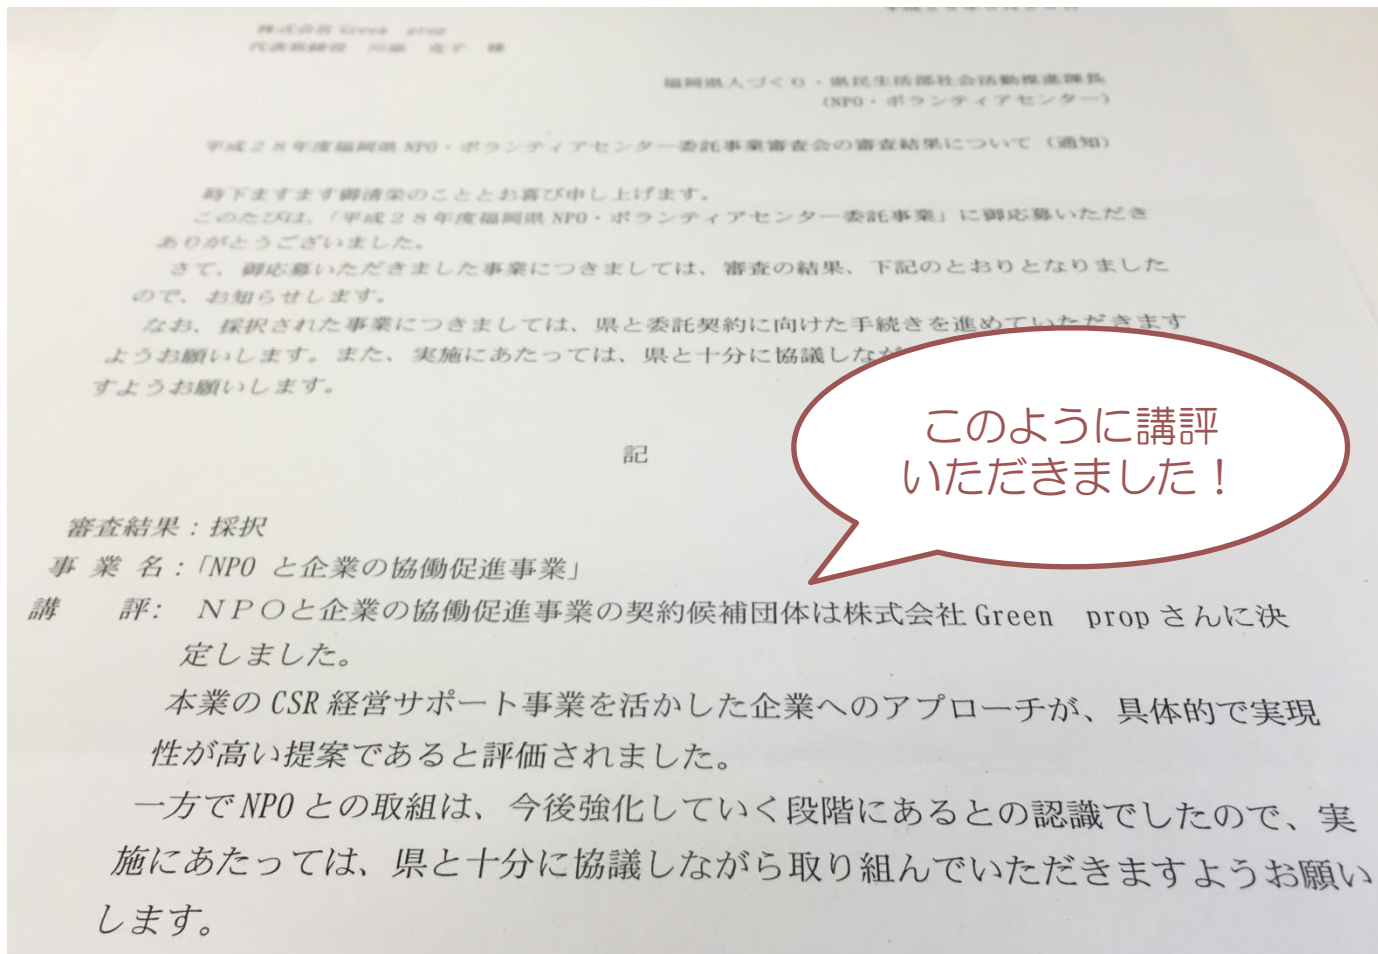 株式会社 Green prop
代表取締役 川添 克子 様
福岡県人づくり・県民生活部社会活動推進課長
(NPO・ボランティアセンター)
平成２８年度福岡県 NPO・ボランティアセンター委託事業審査会の審査結果について（通知）
時下ますます御清栄のこととお喜び申し上げます。
このたびは、「平成２８年度福岡県 NPO・ボランティアセンター委託事業」に御応募いただき
ありがとうございました。
さて、御応募いただきました事業につきましては、審査の結果、下記のとおりとなりました
ので、お知らせします。
なお、採択された事業につきましては、県と委託契約に向けた手続きを進めていただきます
ようお願いします。また、実施にあたっては、県と十分に協議しなが
すようお願いします。
このように講評
いただきました！
記
審査結果：採択
事 業 名：「NPO と企業の協働促進事業」
講 評： ＮＰＯと企業の協働促進事業の契約候補団体は株式会社 Green prop さんに決
定しました。
本業の CSR 経営サポート事業を活かした企業へのアプローチが、具体的で実現
性が高い提案であると評価されました。
一方で NPO との取組は、今後強化していく段階にあるとの認識でしたので、実
施にあたっては、県と十分に協議しながら取り組んでいただきますようお願い
します。